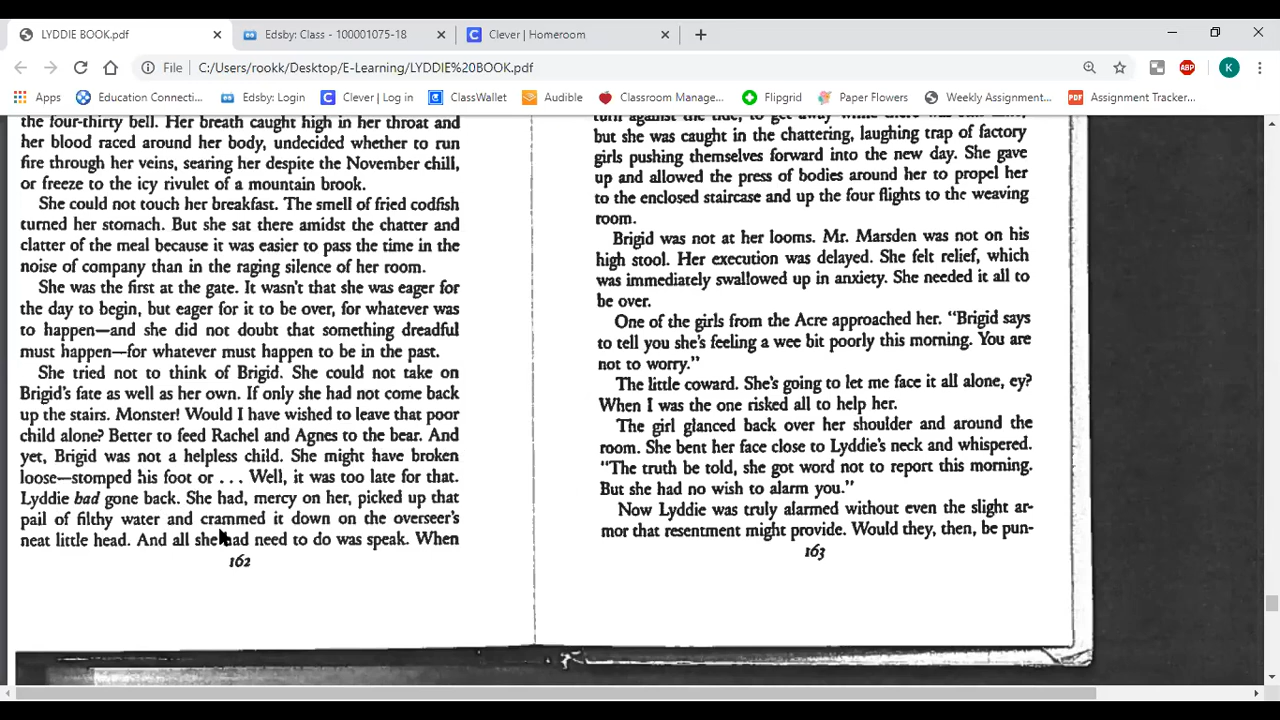 LYDDIE BOOK.pdf
Edsby: Class - 100001075-18
Clever | Homeroom
File
C:/Users/rookk/Desktop/E-Learning/LYDDIE%20BOOK.pdf
ABP
K
Apps
Education Connecti...
Edsby: Login
Clever | Log in
ClassWallet
Audible
Classroom Manage...
Flipgrid
Paper Flowers
Weekly Assignment...
PDF
Assignment Tracker...
the four-thirty bell. Her breath caught high in her throat and
her blood raced around her body, undecided whether to run
fire through her veins, searing her despite the November chill,
or freeze to the icy rivulet of a mountain brook.
She could not touch her breakfast. The smell of fried codfish
turned her stomach. But she sat there amidst the chatter and
clatter of the meal because it was easier to pass the time in the
noise of company than in the raging silence of her room.
She was the first at the gate. It wasn't that she was eager for
the day to begin, but eager for it to be over, for whatever was
to happen—and she did not doubt that something dreadful
must happen—for whatever must happen to be in the past.
She tried not to think of Brigid. She could not take on
Brigid's fate as well as her own. If only she had not come back
up the stairs. Monster! Would I have wished to leave that poor
child alone? Better to feed Rachel and Agnes to the bear. And
yet, Brigid was not a helpless child. She might have broken
loose—stomped his foot or . . . Well, it was too late for that.
Lyddie had gone back. She had, mercy on her, picked up that
pail of filthy water and crammed it down on the overseer's
neat little head. And all she had need to do was speak. When
162
turn against the tide, to get away while there was
but she was caught in the chattering, laughing trap of factory
girls pushing themselves forward into the new day. She gave
up and allowed the press of bodies around her to propel her
to the enclosed staircase and up the four flights to the weaving
room.
Brigid was not at her looms. Mr. Marsden was not on his
high stool. Her execution was delayed. She felt relief, which
was immediately swallowed up in anxiety. She needed it all to
be over.
One of the girls from the Acre approached her. "Brigid says
to tell you she's feeling a wee bit poorly this morning. You are
not to worry."
The little coward. She's going to let me face it all alone, ey?
When I was the one risked all to help her.
The girl glanced back over her shoulder and around the
room. She bent her face close to Lyddie's neck and whispered.
"The truth be told, she got word not to report this morning.
But she had no wish to alarm you."
Now Lyddie was truly alarmed without even the slight ar-
mor that resentment might provide. Would they, then, be pun-
163